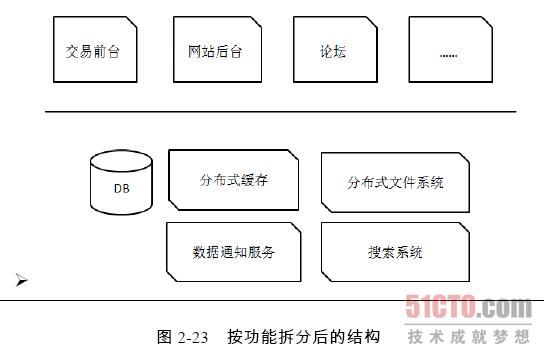 交易前台
网站后台
论坛
......
DB
分布式缓存
分布式文件系统
数据通知服务
搜索系统
51CTO.com
技术成就梦想
图 2-23 按功能拆分后的结构